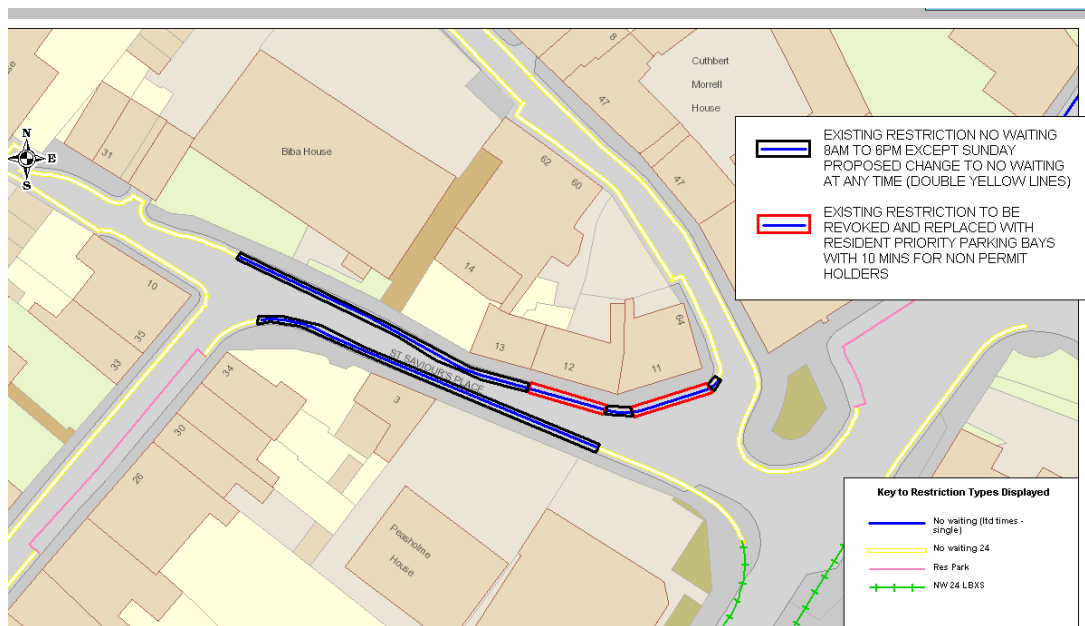 Cuthbert
Morrell
House
8
47
47
Biba House
31
62
60
N
E
S
EXISTING RESTRICTION NO WAITING
8AM TO 6PM EXCEPT SUNDAY
PROPOSED CHANGE TO NO WAITING
AT ANY TIME (DOUBLE YELLOW LINES)
EXISTING RESTRICTION TO BE
REVOKED AND REPLACED WITH
RESIDENT PRIORITY PARKING BAYS
WITH 10 MINS FOR NON PERMIT
HOLDERS
10
35
33
14
13
12
11
64
ST SAVIOUR'S PLACE
34
3
30
26
Peasholme
House
Key to Restriction Types Displayed
No waiting (ltd times -
single)
No waiting 24
Res Park
NW 24 LBXS